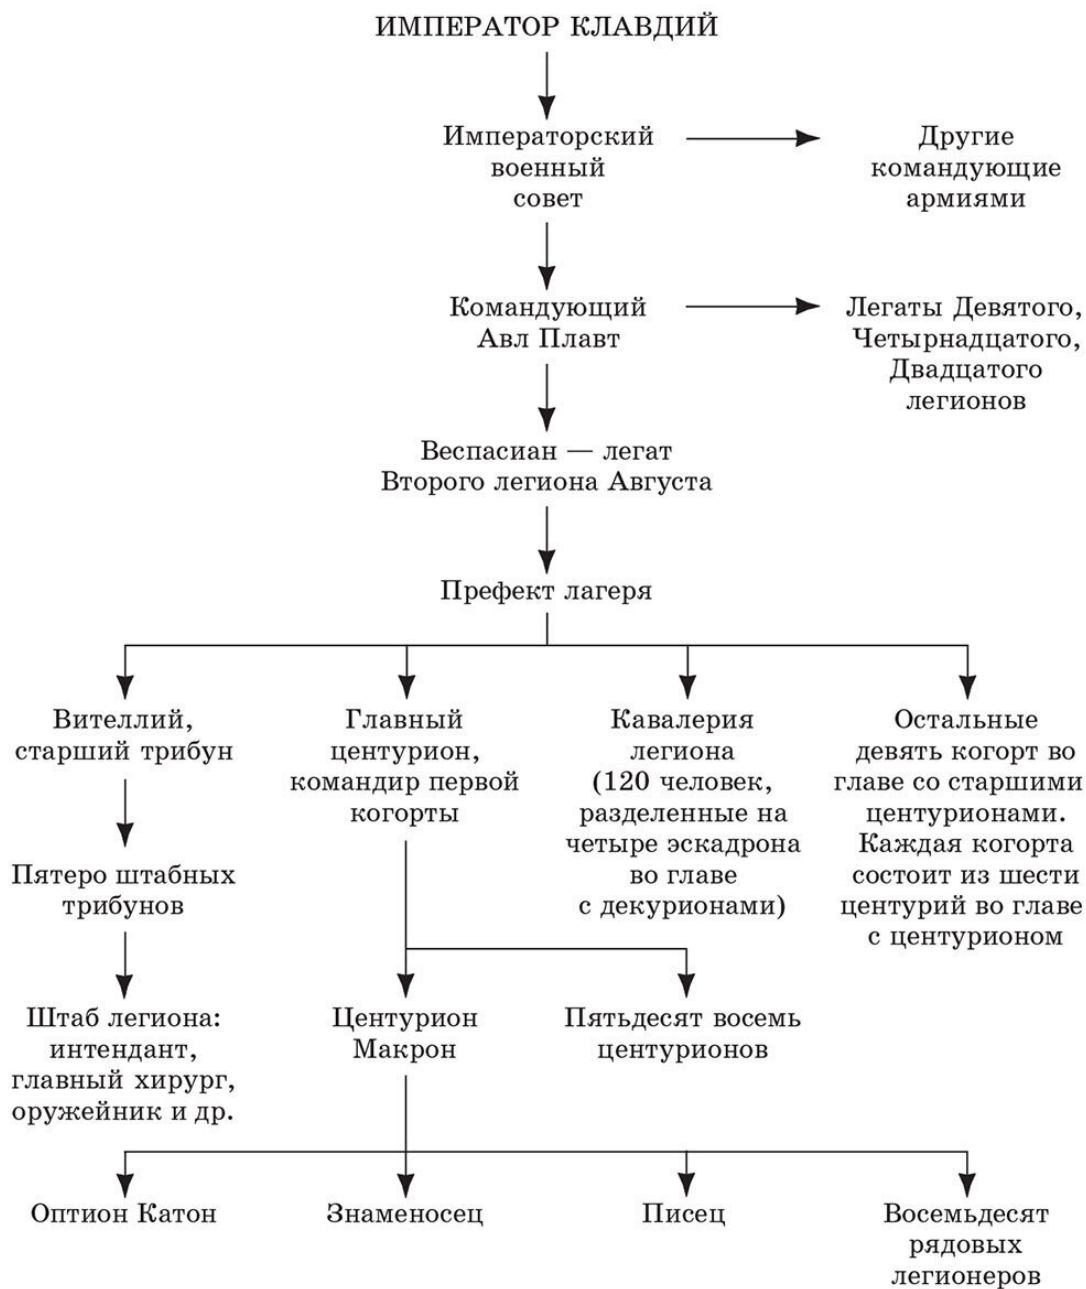 ИМПЕРАТОР КЛАВДИЙ
Императорский
военный
совет
Другие
командующие
армиями
Командующий
Авл Плавт
Легаты Девятого,
Четырнадцатого,
Двадцатого
легионов
Веспасиан — легат
Второго легиона Августа
Префект лагеря
Вителлий,
старший трибун
Главный
центурион,
командир первой
когорты
Кавалерия
легиона
(120 человек,
разделенные на
четыре эскадрона
во главе
с декурионами)
Остальные
девять когорт во
главе со старшими
центурионами.
Каждая когорта
состоит из шести
центурий во главе
с центурионом
Пятеро штабных
трибунов
Штаб легиона:
интендант,
главный хирург,
оружейник и др.
Центурион
Макрон
Пятьдесят восемь
центурионов
Оптион Катон
Знаменосец
Писец
Восемьдесят
рядовых
легионеров